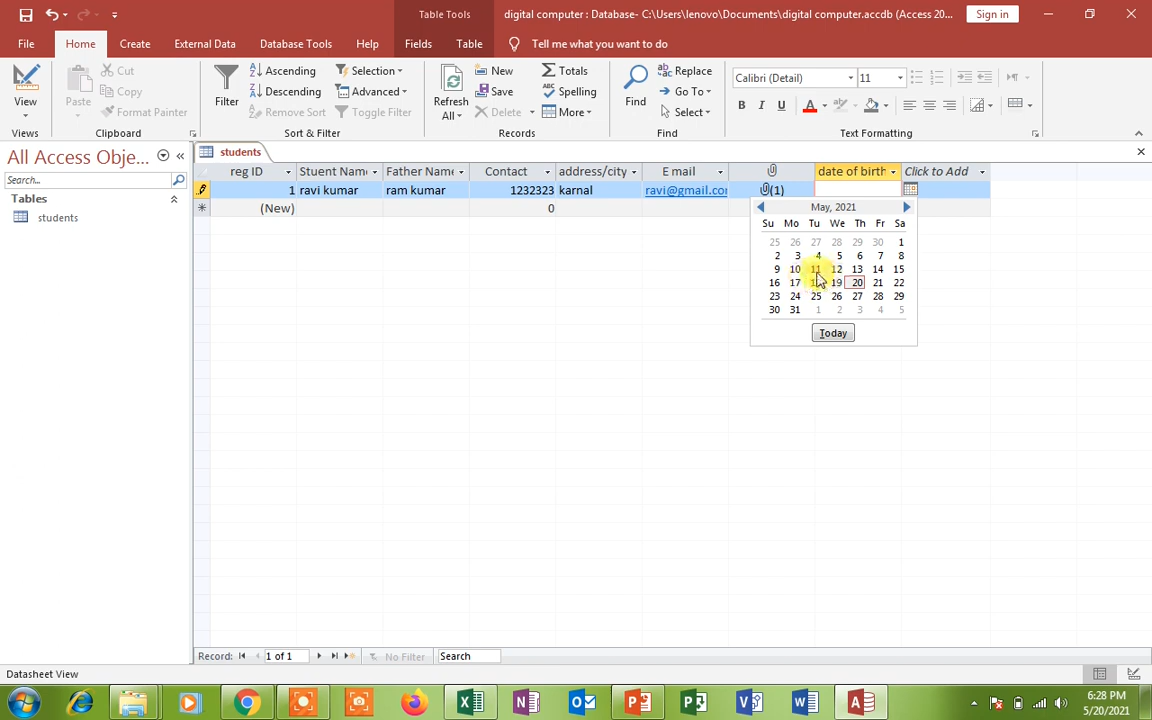 Table Tools
digital computer : Database- C:\Users\lenovo\Documents\digital computer.accdb (Access 20...
Sign in
File Home Create External Data Database Tools Help Fields Table Tell me what you want to do
View
Views
Paste
Cut
Copy
Format Painter
Clipboard
Filter
Ascending
Descending
Remove Sort
Selection
Advanced
Toggle Filter
Sort & Filter
Refresh
All
New
Save
Delete
Totals
Spelling
More
Records
Find
Replace
Go To
Select
Find
Calibri (Detail) 11
B I U A
Text Formatting
All Access Obje...
Search...
Tables
students
students
reg ID Stuent Nam Father Name Contact address/city E mail date of birth Click to Add
1 ravi kumar ram kumar 1232323 karnal ravi@gmail.co (1)
(New) 0
May, 2021
Su Mo Tu We Th Fr Sa
25 26 27 28 29 30 1
2 3 4 5 6 7 8
9 10 11 12 13 14 15
16 17 19 20 21 22
23 24 25 26 27 28 29
30 31 1 2 3 4 5
Today
Record: 1 of 1 No Filter Search
Datasheet View
6:28 PM
5/20/2021